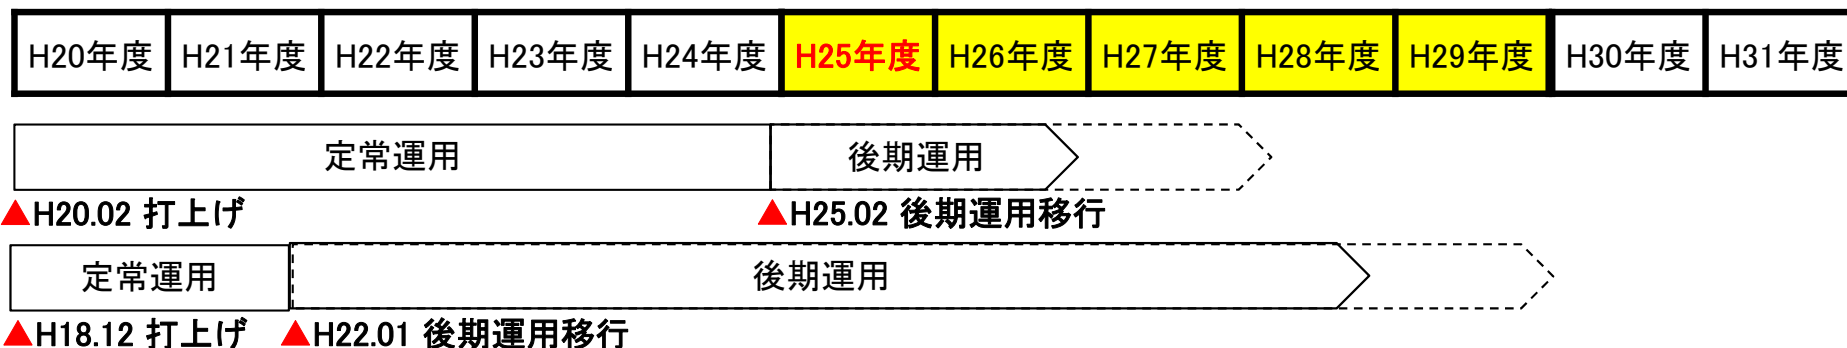 H20年度 H21年度 H22年度 H23年度 H24年度 H25年度 H26年度 H27年度 H28年度 H29年度 H30年度 H31年度
定常運用 後期運用
▲H20.02 打上げ ▲H25.02 後期運用移行
定常運用 後期運用
▲H18.12 打上げ ▲H22.01 後期運用移行